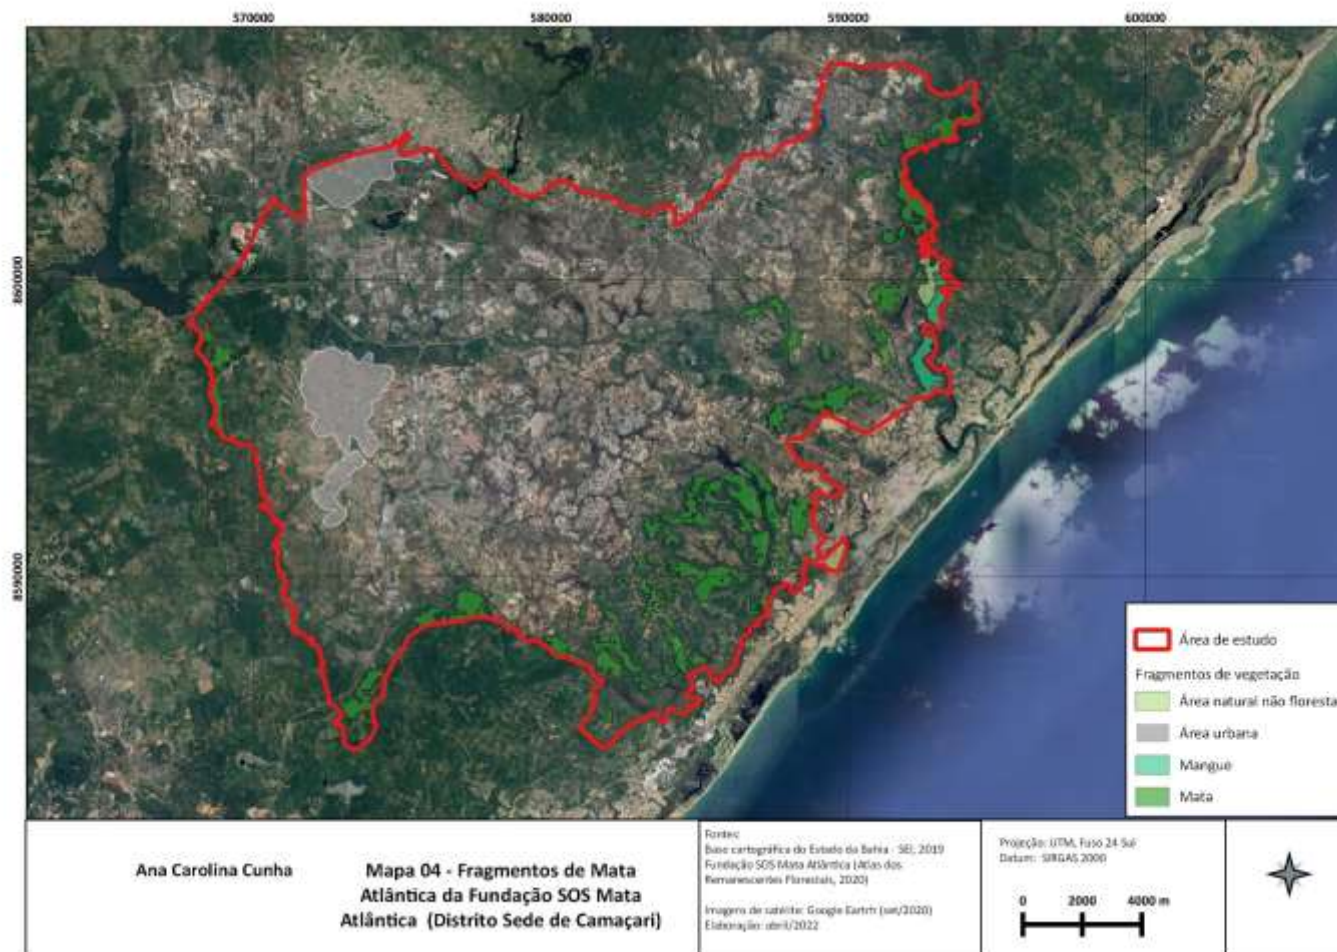 570000
580000
590000
600000
8600000
8590000
Área de estudo
Fragmentos de vegetação
Área natural não floresta
Área urbana
Mangue
Mata
Ana Carolina Cunha
Mapa 04 - Fragmentos de Mata
Atlântica da Fundação SOS Mata
Atlântica (Distrito Sede de Camaçari)
Fontes:
Base cartográfica do Estado da Bahia - SEI, 2019
Fundação SOS Mata Atlântica (Atlas dos
Remanescentes Florestais, 2020)
Imagens de satélite: Google Earth (set/2020)
Elaboração: abril/2022
Projeção: UTM, Fuso 24 Sul
Datum: SIRGAS 2000
0 2000 4000 m